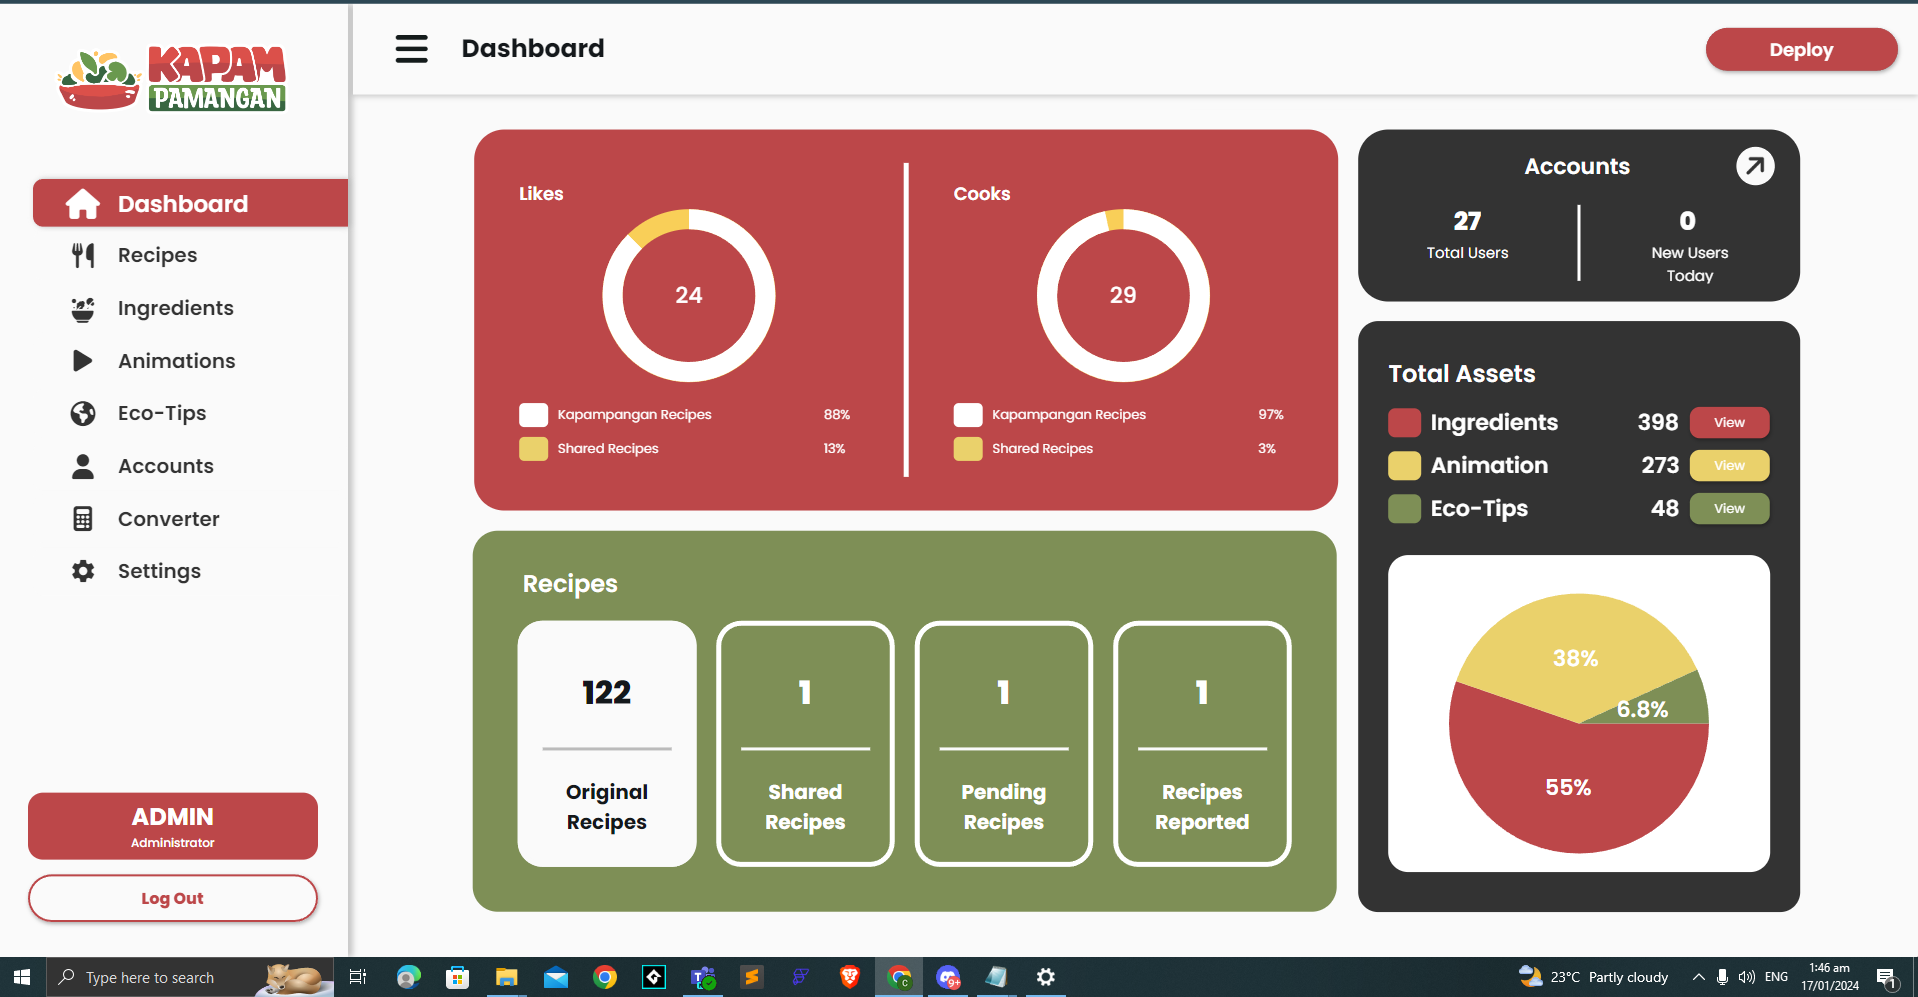 KAPAM
PAMANGAN
Dashboard
Recipes
Ingredients
Animations
Eco-Tips
Accounts
Converter
Settings
ADMIN
Administrator
Log Out
Dashboard
Deploy
Likes
24
Kapampangan Recipes 88%
Shared Recipes 13%
Cooks
29
Kapampangan Recipes 97%
Shared Recipes 3%
Accounts
27
Total Users
0
New Users
Today
Recipes
122
Original
Recipes
1
Shared
Recipes
1
Pending
Recipes
1
Recipes
Reported
Total Assets
Ingredients 398 View
Animation 273 View
Eco-Tips 48 View
38%
6.8%
55%
Type here to search
23°C Partly cloudy
ENG
1:46 am
17/01/2024